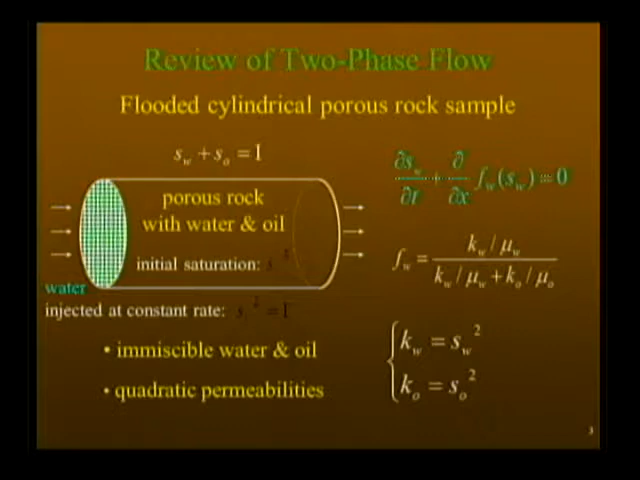 Review of Two-Phase Flow
Flooded cylindrical porous rock sample
s_w + s_o = 1
∂s_w/∂t + ∂/∂x f_w(s_w) = 0
porous rock
with water & oil
initial saturation:
f_w = (k_w / μ_w) / (k_w / μ_w + k_o / μ_o)
water
injected at constant rate:
• immiscible water & oil
• quadratic permeabilities
k_w = s_w²
k_o = s_o²
3